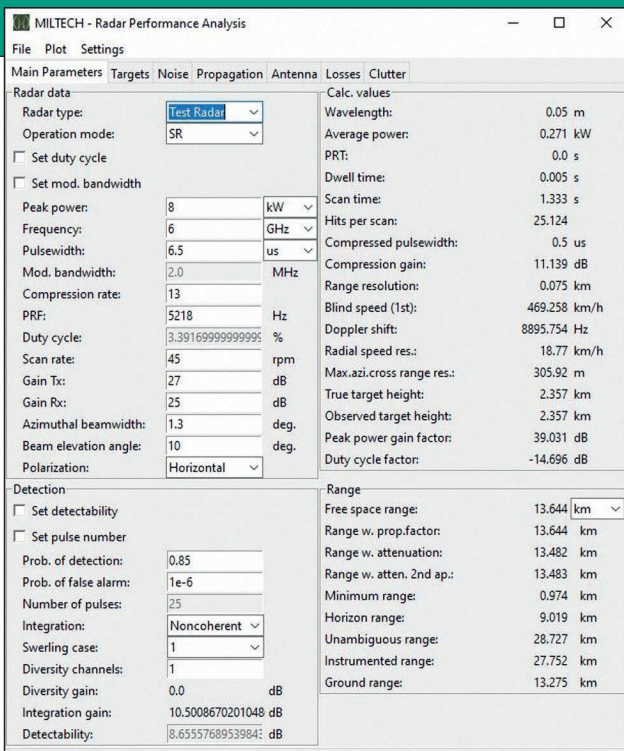 MILTECH - Radar Performance Analysis
File Plot Settings
Main Parameters Targets Noise Propagation Antenna Losses Clutter
Radar data
Radar type: Test Radar
Operation mode: SR
Set duty cycle
Set mod. bandwidth
Peak power: 8 kW
Frequency: 6 GHz
Pulsewidth: 6.5 us
Mod. bandwidth: 2.0 MHz
Compression rate: 13
PRF: 5218 Hz
Duty cycle: 3.39169999999999 %
Scan rate: 45 rpm
Gain Tx: 27 dB
Gain Rx: 25 dB
Azimuthal beamwidth: 1.3 deg.
Beam elevation angle: 10 deg.
Polarization: Horizontal
Calc. values
Wavelength: 0.05 m
Average power: 0.271 kW
PRT: 0.0 s
Dwell time: 0.005 s
Scan time: 1.333 s
Hits per scan: 25.124
Compressed pulsewidth: 0.5 us
Compression gain: 11.139 dB
Range resolution: 0.075 km
Blind speed (1st): 469.258 km/h
Doppler shift: 8895.754 Hz
Radial speed res.: 18.77 km/h
Max.azi.cross range res.: 305.92 m
True target height: 2.357 km
Observed target height: 2.357 km
Peak power gain factor: 39.031 dB
Duty cycle factor: -14.696 dB
Detection
Set detectability
Set pulse number
Prob. of detection: 0.85
Prob. of false alarm: 1e-6
Number of pulses: 25
Integration: Noncoherent
Swerling case: 1
Diversity channels: 1
Diversity gain: 0.0 dB
Integration gain: 10.5008670201048 dB
Detectability: 8.65557689539843 dB
Range
Free space range: 13.644 km
Range w. prop.factor: 13.644 km
Range w. attenuation: 13.482 km
Range w. atten. 2nd ap.: 13.483 km
Minimum range: 0.974 km
Horizon range: 9.019 km
Unambiguous range: 28.727 km
Instrumented range: 27.752 km
Ground range: 13.275 km